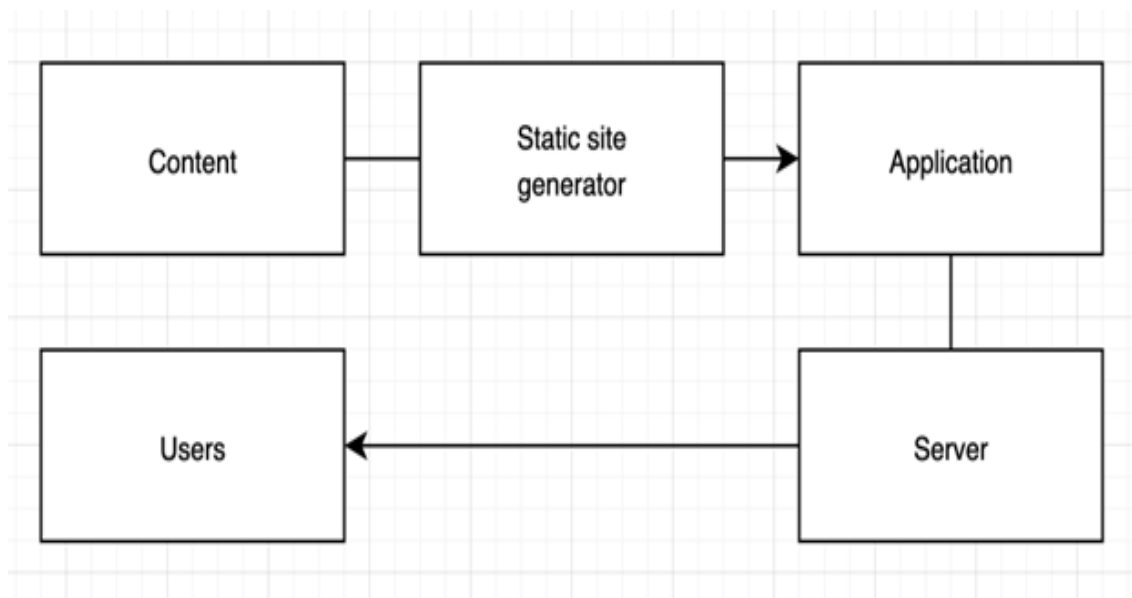 Content
Static site
generator
Application
Users
Server